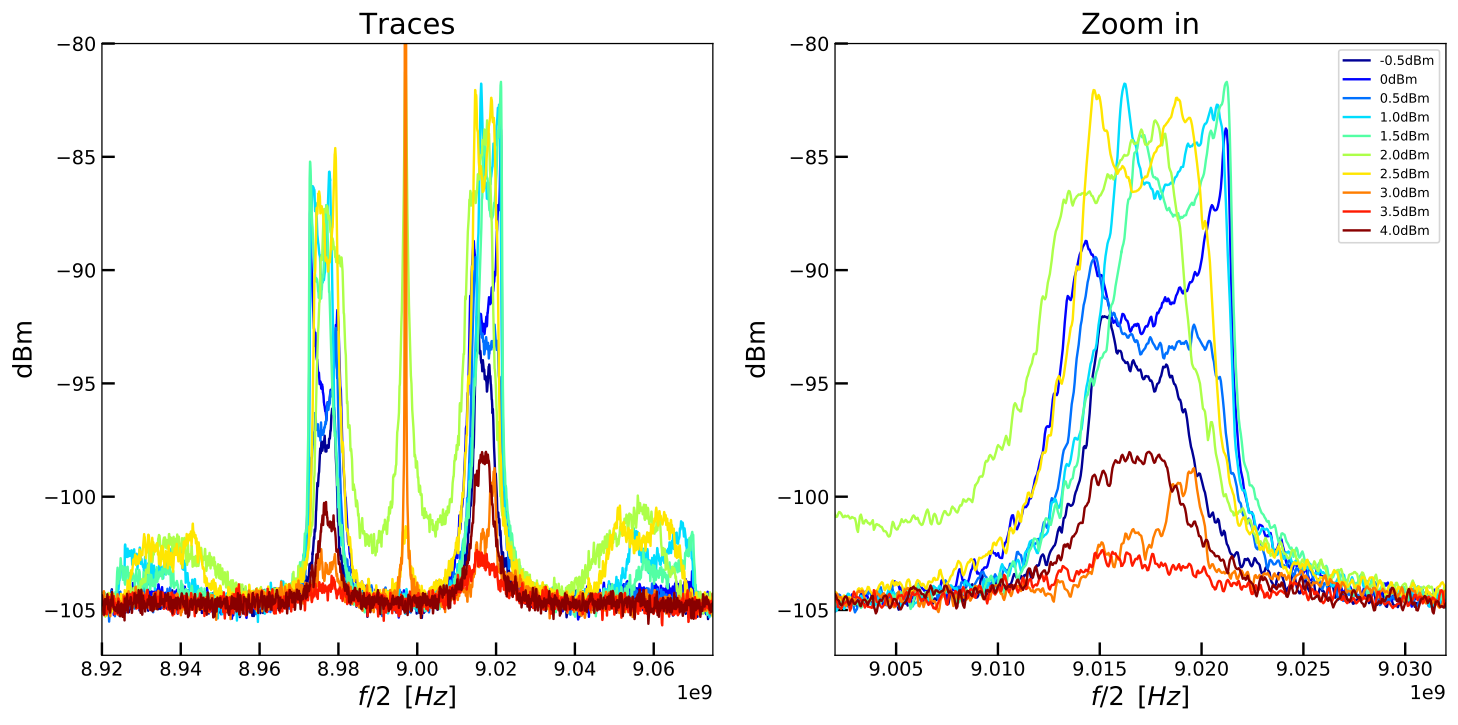 Traces
−80
−85
−90
−95
−100
−105
dBm
8.92 8.94 8.96 8.98 9.00 9.02 9.04 9.06
1e9
f/2 [Hz]
Zoom in
−80
−85
−90
−95
−100
−105
dBm
-0.5dBm
0dBm
0.5dBm
1.0dBm
1.5dBm
2.0dBm
2.5dBm
3.0dBm
3.5dBm
4.0dBm
9.005 9.010 9.015 9.020 9.025 9.030
1e9
f/2 [Hz]